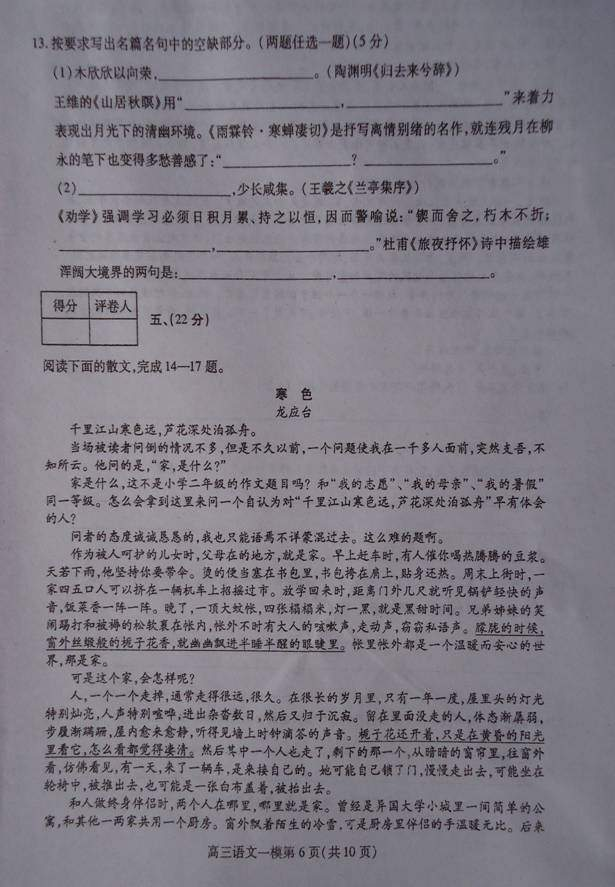 13. 按要求写出名篇名句中的空缺部分。(两题任选一题)(5 分)
(1)木欣欣以向荣,____________。(陶渊明《归去来兮辞》)
王维的《山居秋暝》用“____________,____________”来着力
表现出月光下的清幽环境。《雨霖铃·寒蝉凄切》是抒写离情别绪的名作,就连残月在柳
永的笔下也变得多愁善感了:“____________? ____________。”
(2)____________,少长咸集。(王羲之《兰亭集序》)
《劝学》强调学习必须日积月累、持之以恒,因而警喻说:“锲而舍之,朽木不折;
____________,____________。”杜甫《旅夜抒怀》诗中描绘雄
浑阔大境界的两句是:____________,____________。
得分 评卷人
五、(22 分)
阅读下面的散文,完成 14—17 题。
寒 色
龙应台
千里江山寒色远,芦花深处泊孤舟。
当场被读者问倒的情况不多,但是不久以前,一个问题使我在一千多人面前,突然支吾,不
知所云。他问的是,“家,是什么?”
家是什么,这不是小学二年级的作文题目吗? 和“我的志愿”、“我的母亲”、“我的暑假”
同一等级。怎么会拿到这里来问一个自认为对“千里江山寒色远,芦花深处泊孤舟”早有体会
的人?
问者的态度诚诚恳恳的,我也只能语焉不详蒙混过去。这么难的题啊。
作为被人呵护的儿女时,父母在的地方,就是家。早上赶车时,有人催你喝热腾腾的豆浆。
天若下雨,他坚持你要带伞。烫的便当塞在书包里,书包挎在肩上,贴身还热。周末上街时,一
家四五口人可以挤在一辆机车上招摇过市。放学回来时,距离门外几尺就听见锅铲轻快的声
音,饭菜香一阵一阵。晚了,一顶大蚊帐,四张榻榻米,灯一黑,就是黑甜时间。兄弟姊妹的笑
闹踢打和被褥的松软裹在帐内,帐外不时有大人的咳嗽声,走动声,窃窃私语声。朦胧的时候,
窗外丝缎般的栀子花香,就幽幽飘进半睡半醒的眼睫里。帐里帐外都是一个温暖而安心的世
界,那是家。
可是这个家,会怎样呢?
人,一个一个走掉,通常走得很远,很久。在很长的岁月里,只有一年一度,屋里头的灯光
特别灿亮,人声特别喧哗,进出杂沓数日,然后又归于沉寂。留在里面没走的人,体态渐孱弱,
步履渐蹒跚,屋内愈来愈静,听得见墙上时钟滴答的声音。栀子花还开着,只是在黄昏的阳光
里看它,怎么看都觉得凄清。然后其中一个人也走了,剩下的那一个,从暗暗的窗帘里,往窗外
看,仿佛看见,有一天,来了一辆车,是来接自己的。她可能自己锁了门,慢慢走出去,可能坐在
轮椅中,被推出去,也可能是一张白布盖着,被抬出去。
和人做终身伴侣时,两个人在哪里,哪里就是家。曾经是异国大学小城里一间简单的公
寓,和其他一两家共用一个厨房。窗外飘着陌生的冷雪,可是厨房里伴侣的手温暖无比。后来
高三语文一模第 6 页(共 10 页)